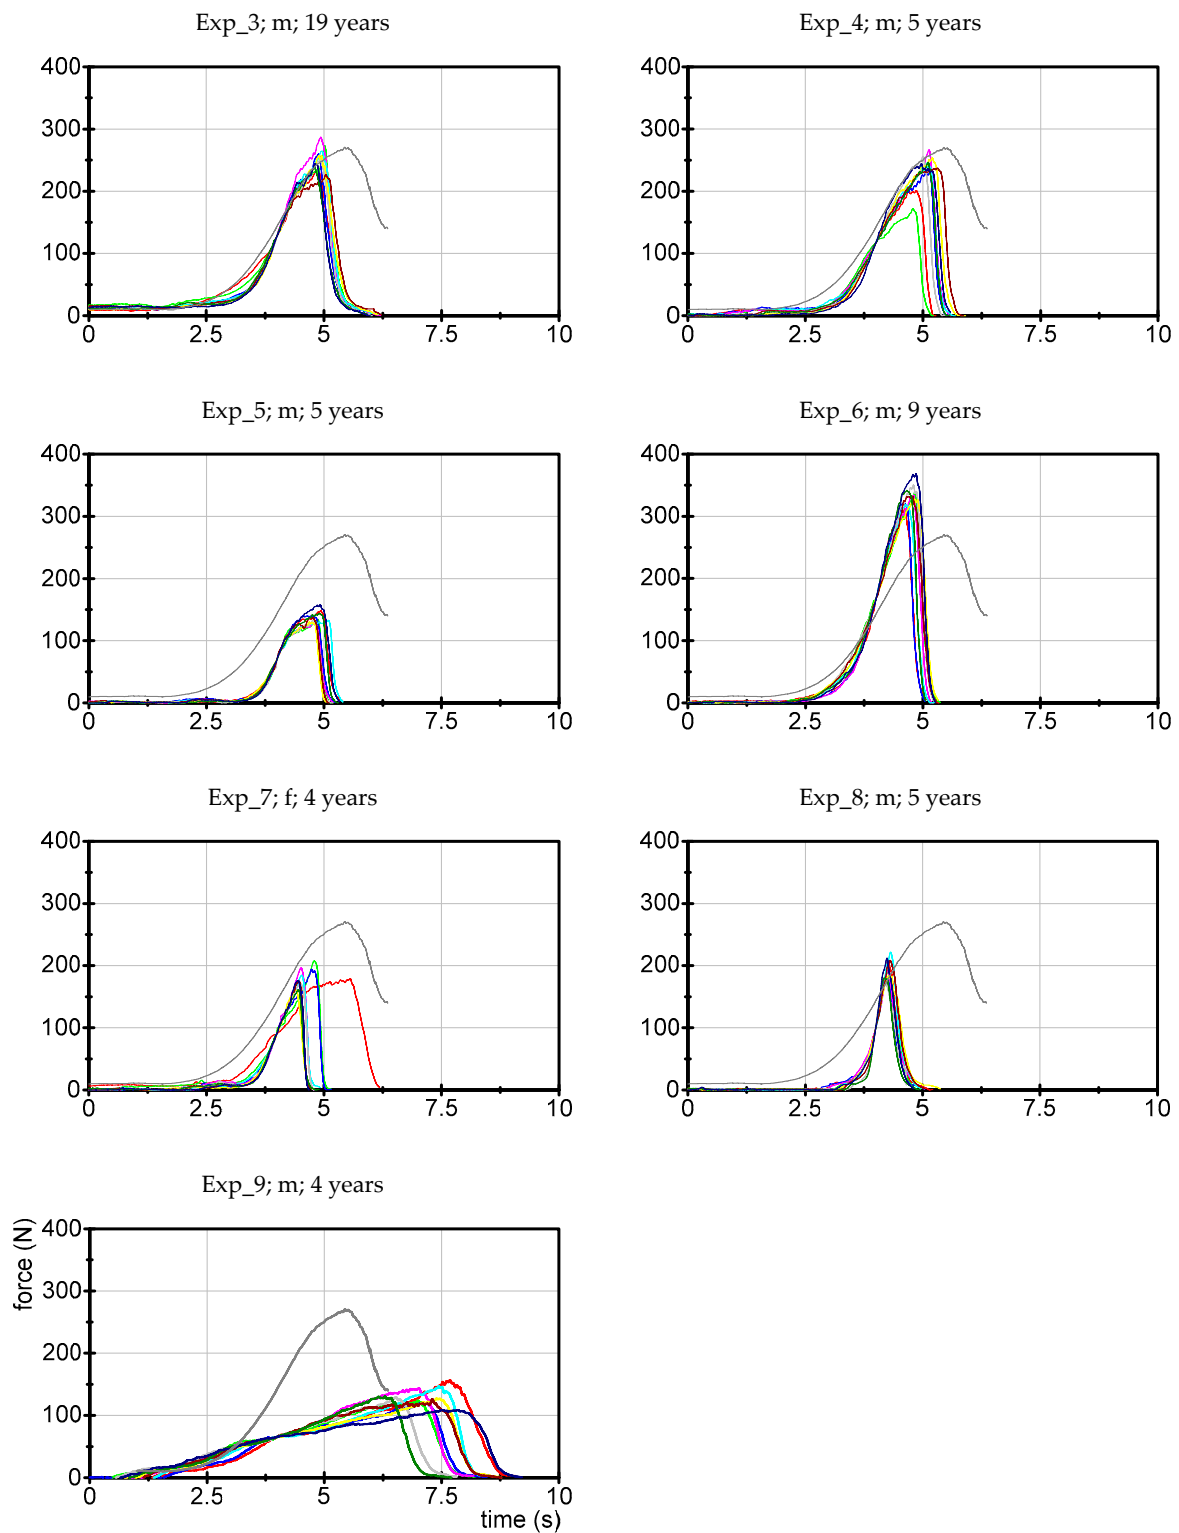 Exp_3; m; 19 years
400
300
200
100
0
0 2.5 5 7.5 10
Exp_4; m; 5 years
400
300
200
100
0
0 2.5 5 7.5 10
Exp_5; m; 5 years
400
300
200
100
0
0 2.5 5 7.5 10
Exp_6; m; 9 years
400
300
200
100
0
0 2.5 5 7.5 10
Exp_7; f; 4 years
400
300
200
100
0
0 2.5 5 7.5 10
Exp_8; m; 5 years
400
300
200
100
0
0 2.5 5 7.5 10
Exp_9; m; 4 years
force (N)
400
300
200
100
0
0 2.5 5 7.5 10
time (s)